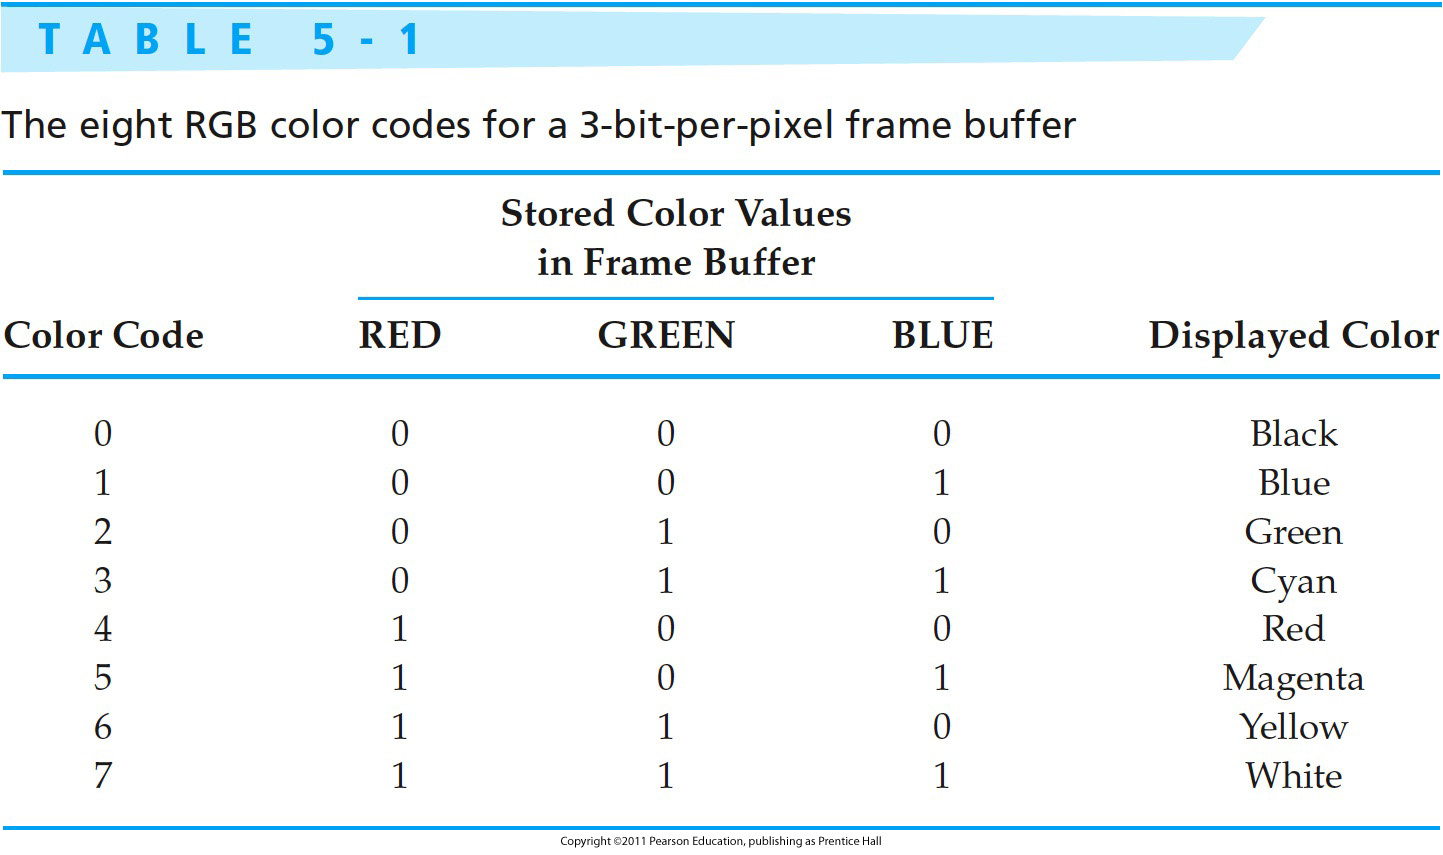 TABLE 5-1
The eight RGB color codes for a 3-bit-per-pixel frame buffer
Stored Color Values
in Frame Buffer
Color Code RED GREEN BLUE Displayed Color
0 0 0 0 Black
1 0 0 1 Blue
2 0 1 0 Green
3 0 1 1 Cyan
4 1 0 0 Red
5 1 0 1 Magenta
6 1 1 0 Yellow
7 1 1 1 White
Copyright ©2011 Pearson Education, publishing as Prentice Hall